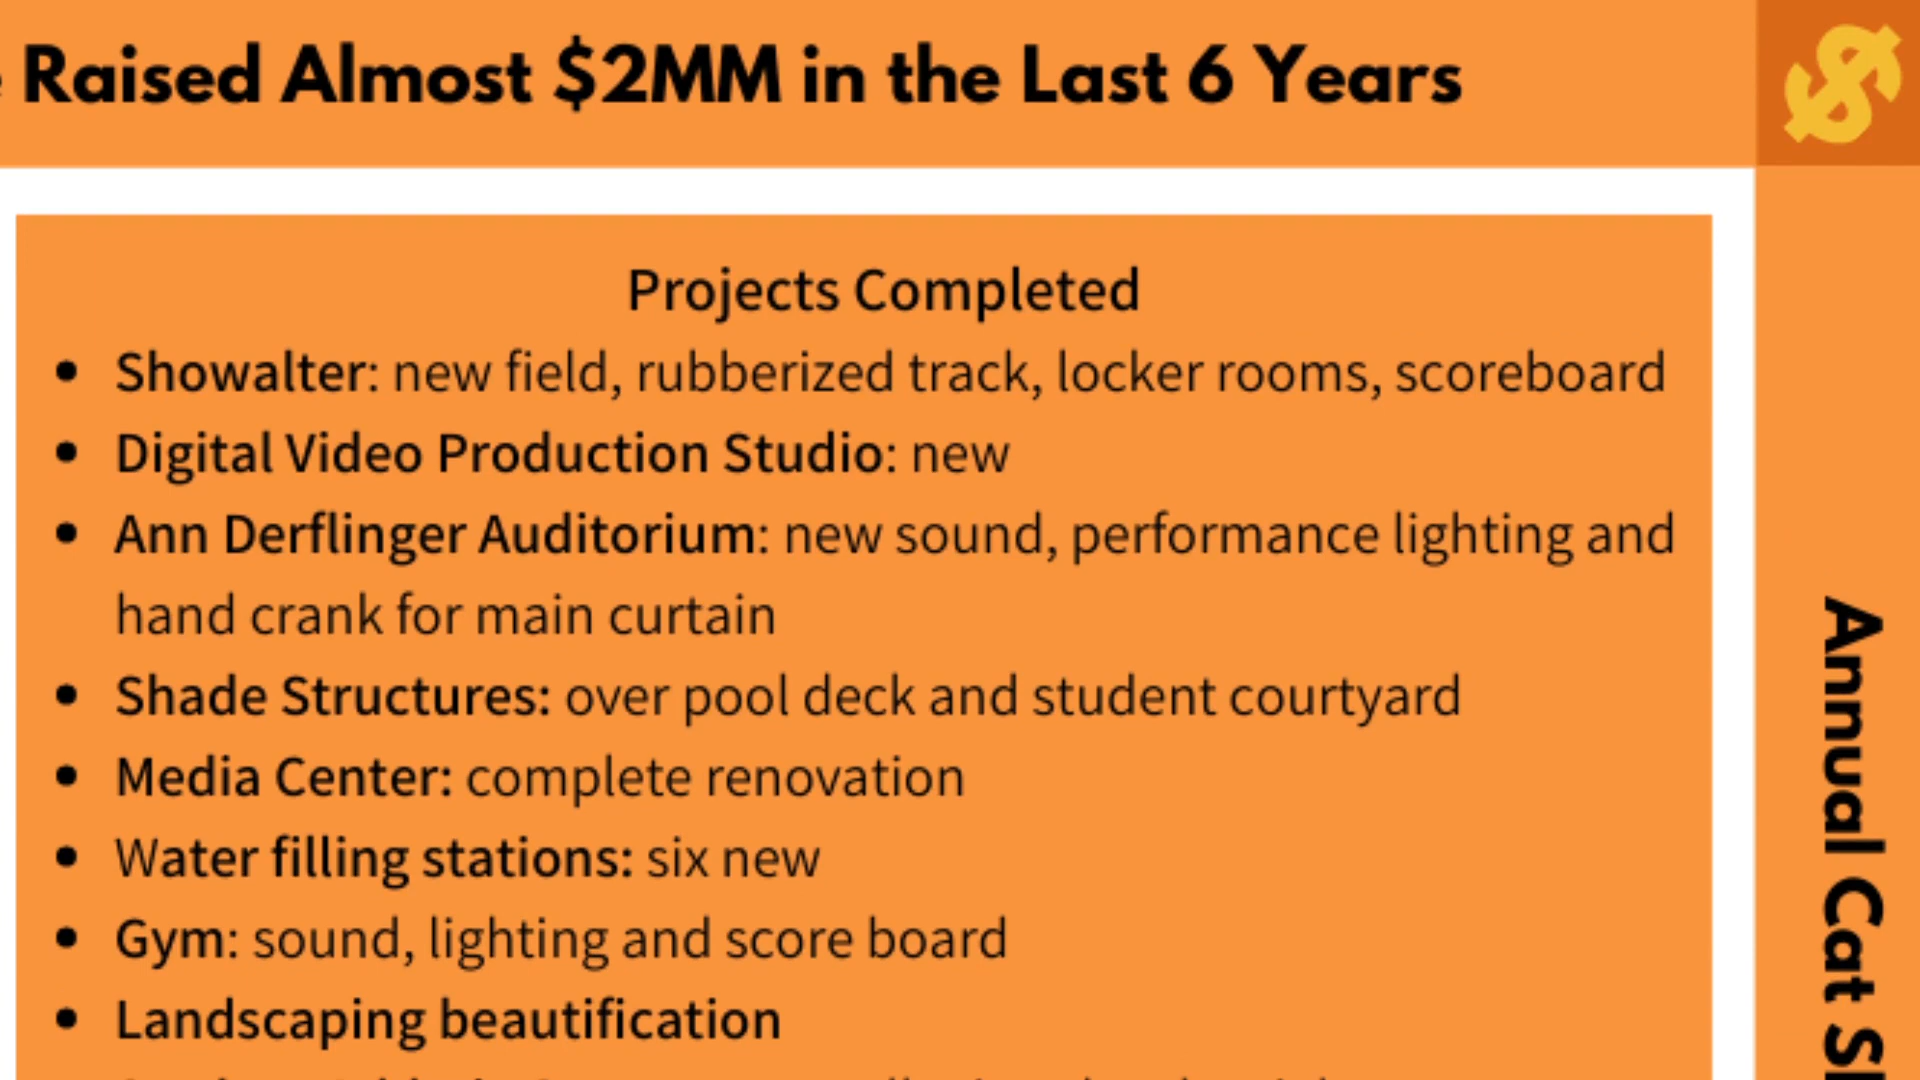 Raised Almost $2MM in the Last 6 Years
Projects Completed
• Showalter: new field, rubberized track, locker rooms, scoreboard
• Digital Video Production Studio: new
• Ann Derflinger Auditorium: new sound, performance lighting and
hand crank for main curtain
• Shade Structures: over pool deck and student courtyard
• Media Center: complete renovation
• Water filling stations: six new
• Gym: sound, lighting and score board
• Landscaping beautification
$
Annual Cat